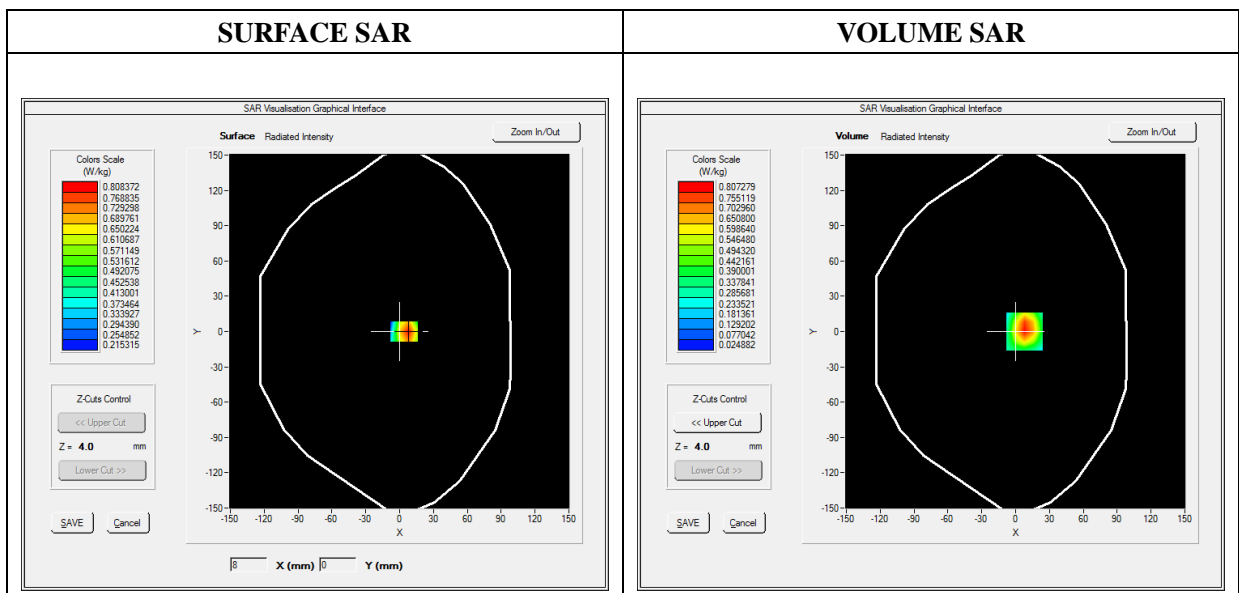 SURFACE SAR
VOLUME SAR
SAR Visualisation Graphical Interface
Surface Radiated Intensity
Zoom In/Out
Colors Scale
(W/kg)
0.808372
0.768835
0.729298
0.689761
0.650224
0.610687
0.571149
0.531612
0.492075
0.452538
0.413001
0.373464
0.333927
0.294390
0.254852
0.215315
Z-Cuts Control
<< Upper Cut
Z = 4.0 mm
Lower Cut >>
SAVE Cancel
150
120
90
60
30
0
-30
-60
-90
-120
-150
Y
-150 -120 -90 -60 -30 0 30 60 90 120 150
X
8 X (mm) 0 Y (mm)
SAR Visualisation Graphical Interface
Volume Radiated Intensity
Zoom In/Out
Colors Scale
(W/kg)
0.807279
0.755119
0.702960
0.650800
0.598640
0.546480
0.494320
0.442161
0.390001
0.337841
0.285681
0.233521
0.181361
0.129202
0.077042
0.024882
Z-Cuts Control
<< Upper Cut
Z = 4.0 mm
Lower Cut >>
SAVE Cancel
150
120
90
60
30
0
-30
-60
-90
-120
-150
Y
-150 -120 -90 -60 -30 0 30 60 90 120 150
X